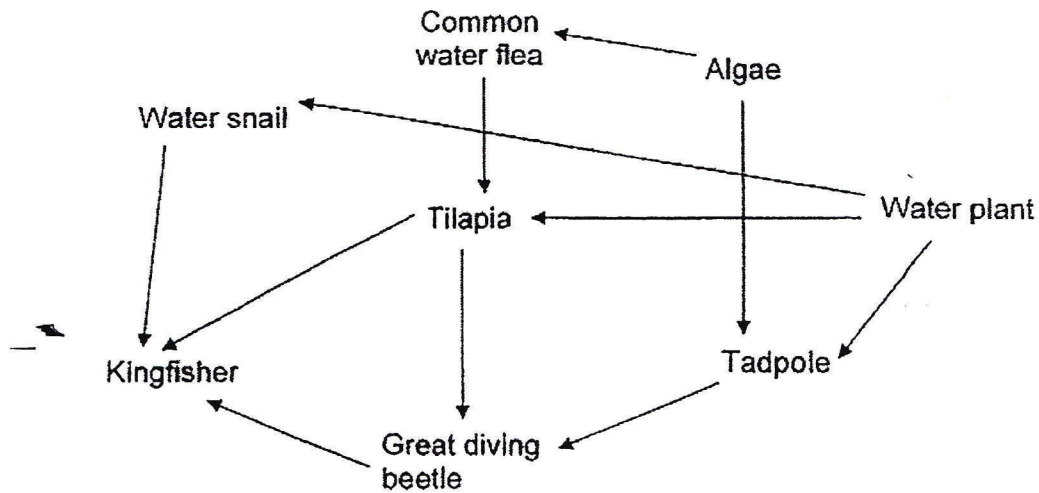 Common
water flea
Algae
Water snail
Water plant
Tilapia
Tadpole
Kingfisher
Great diving
beetle